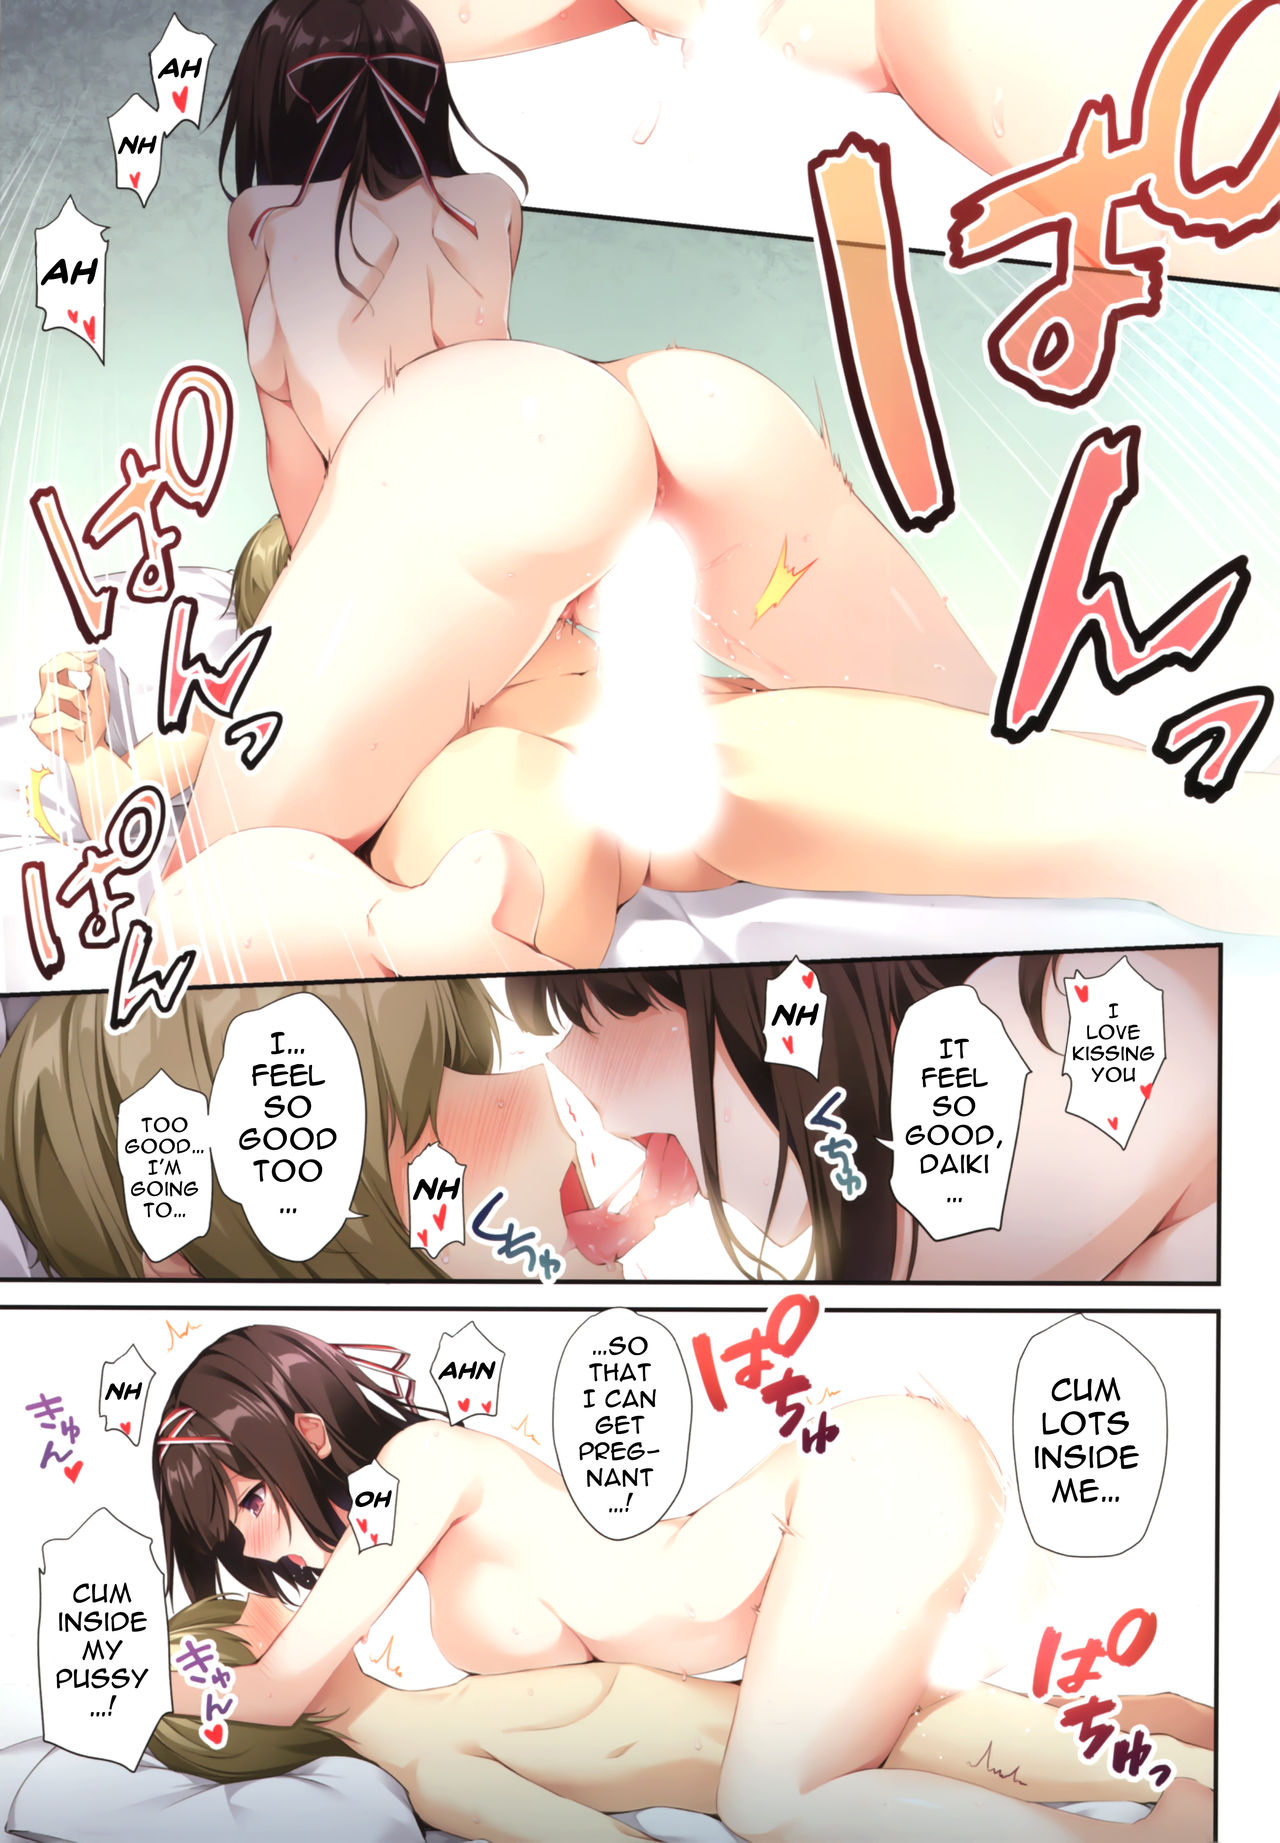 ぱんっ
AH
NH
AH
ぱんっ
ぱん
I
LOVE
KISSING
YOU
IT
FEEL
SO
GOOD,
DAIKI
...
NH
くちゅ
I...
FEEL
SO
GOOD
TOO
...
NH
くちゅ
TOO
GOOD...
I'M
GOING
TO...
CUM
LOTS
INSIDE
ME...
ぱちゅ
...SO
THAT
I CAN
GET
PREG-
NANT
...!
AHN
OH
NH
きゅん
CUM
INSIDE
MY
PUSSY
...!
きゅん
ぱちゅっ